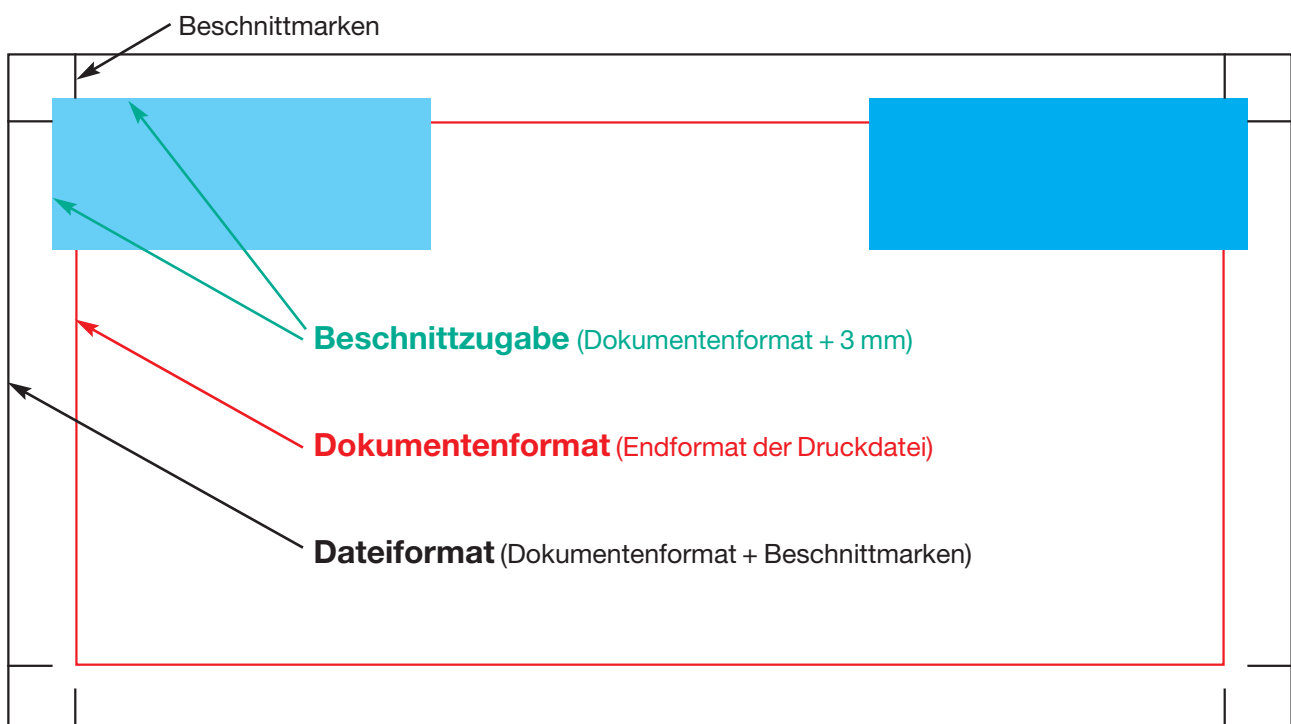 Beschnittmarken
Beschnittzugabe (Dokumentenformat + 3 mm)
Dokumentenformat (Endformat der Druckdatei)
Dateiformat (Dokumentenformat + Beschnittmarken)